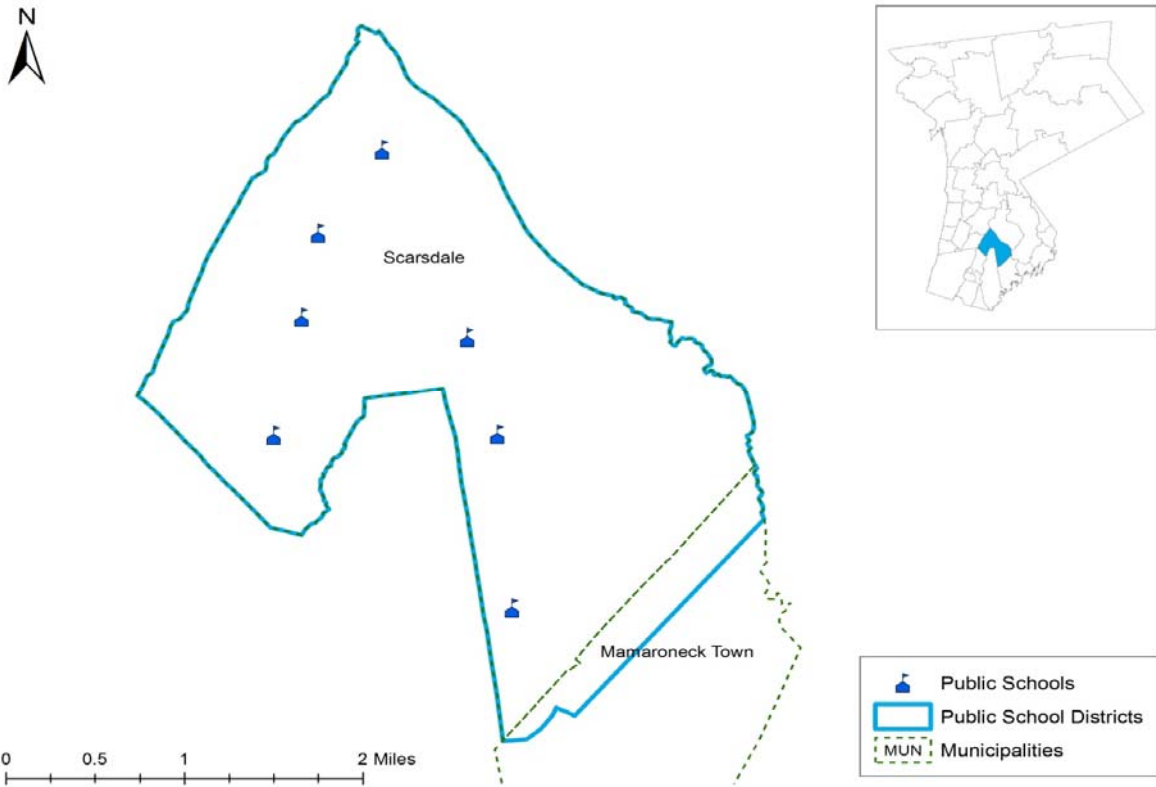 N
Scarsdale
Mamaroneck Town
Public Schools
Public School Districts
MUN Municipalities
0 0.5 1 2 Miles